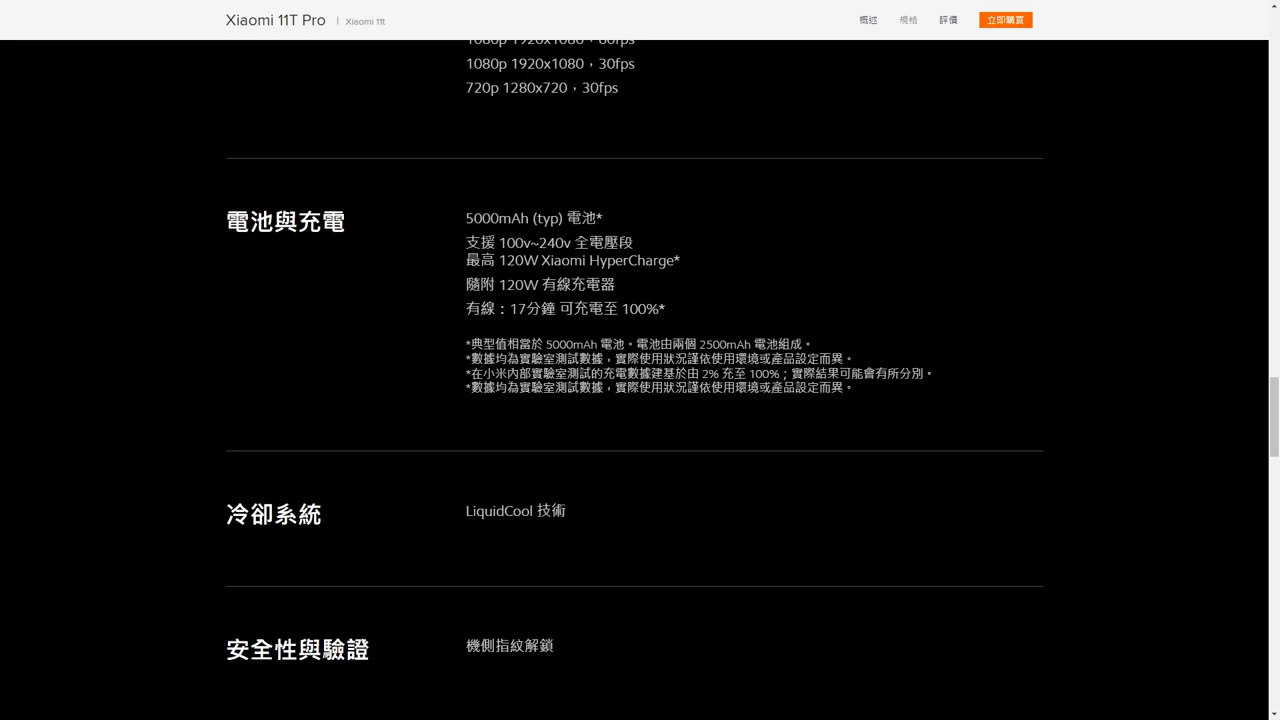 Xiaomi 11T Pro | Xiaomi 11t 概述 規格 評價 立即購買
1080p 1920x1080，60fps
1080p 1920x1080，30fps
720p 1280x720，30fps
電池與充電
5000mAh (typ) 電池*
支援 100v~240v 全電壓段
最高 120W Xiaomi HyperCharge*
隨附 120W 有線充電器
有線：17分鐘 可充電至 100%*
*典型值相當於 5000mAh 電池。電池由兩個 2500mAh 電池組成。
*數據均為實驗室測試數據，實際使用狀況謹依使用環境或產品設定而異。
*在小米內部實驗室測試的充電數據建基於由 2% 充至 100%；實際結果可能會有所分別。
*數據均為實驗室測試數據，實際使用狀況謹依使用環境或產品設定而異。
冷卻系統
LiquidCool 技術
安全性與驗證
機側指紋解鎖